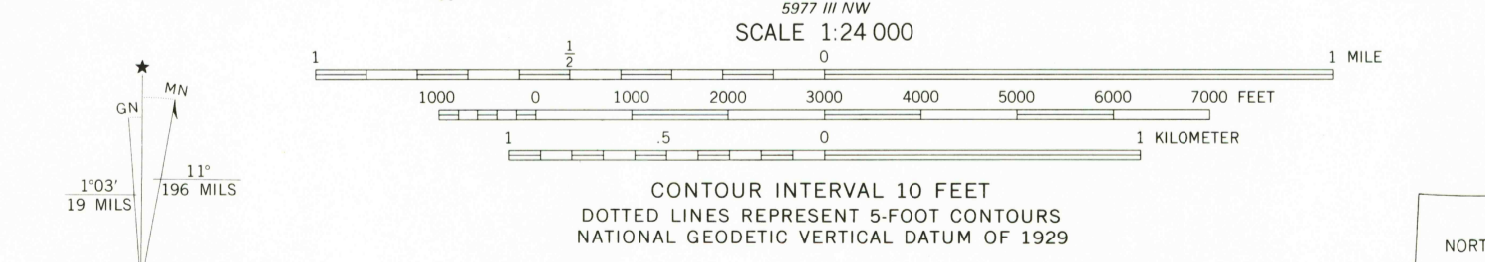 5977 III NW
SCALE 1:24 000
1 1/2 0 1 MILE
1000 0 1000 2000 3000 4000 5000 6000 7000 FEET
1 .5 0 1 KILOMETER
★
GN MN
1°03′ 11°
19 MILS 196 MILS
CONTOUR INTERVAL 10 FEET
DOTTED LINES REPRESENT 5-FOOT CONTOURS
NATIONAL GEODETIC VERTICAL DATUM OF 1929